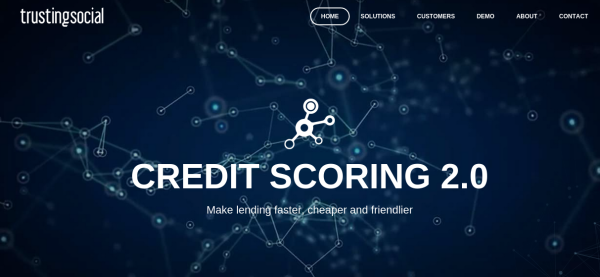 trustingsocial
HOME SOLUTIONS CUSTOMERS DEMO ABOUT CONTACT
CREDIT SCORING 2.0
Make lending faster, cheaper and friendlier